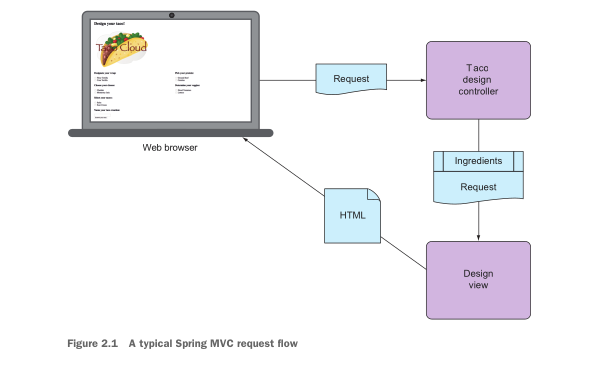 Design your taco!
Taco Cloud
Request
Taco
design
controller
Web browser
Ingredients
Request
HTML
Design
view
Figure 2.1 A typical Spring MVC request flow